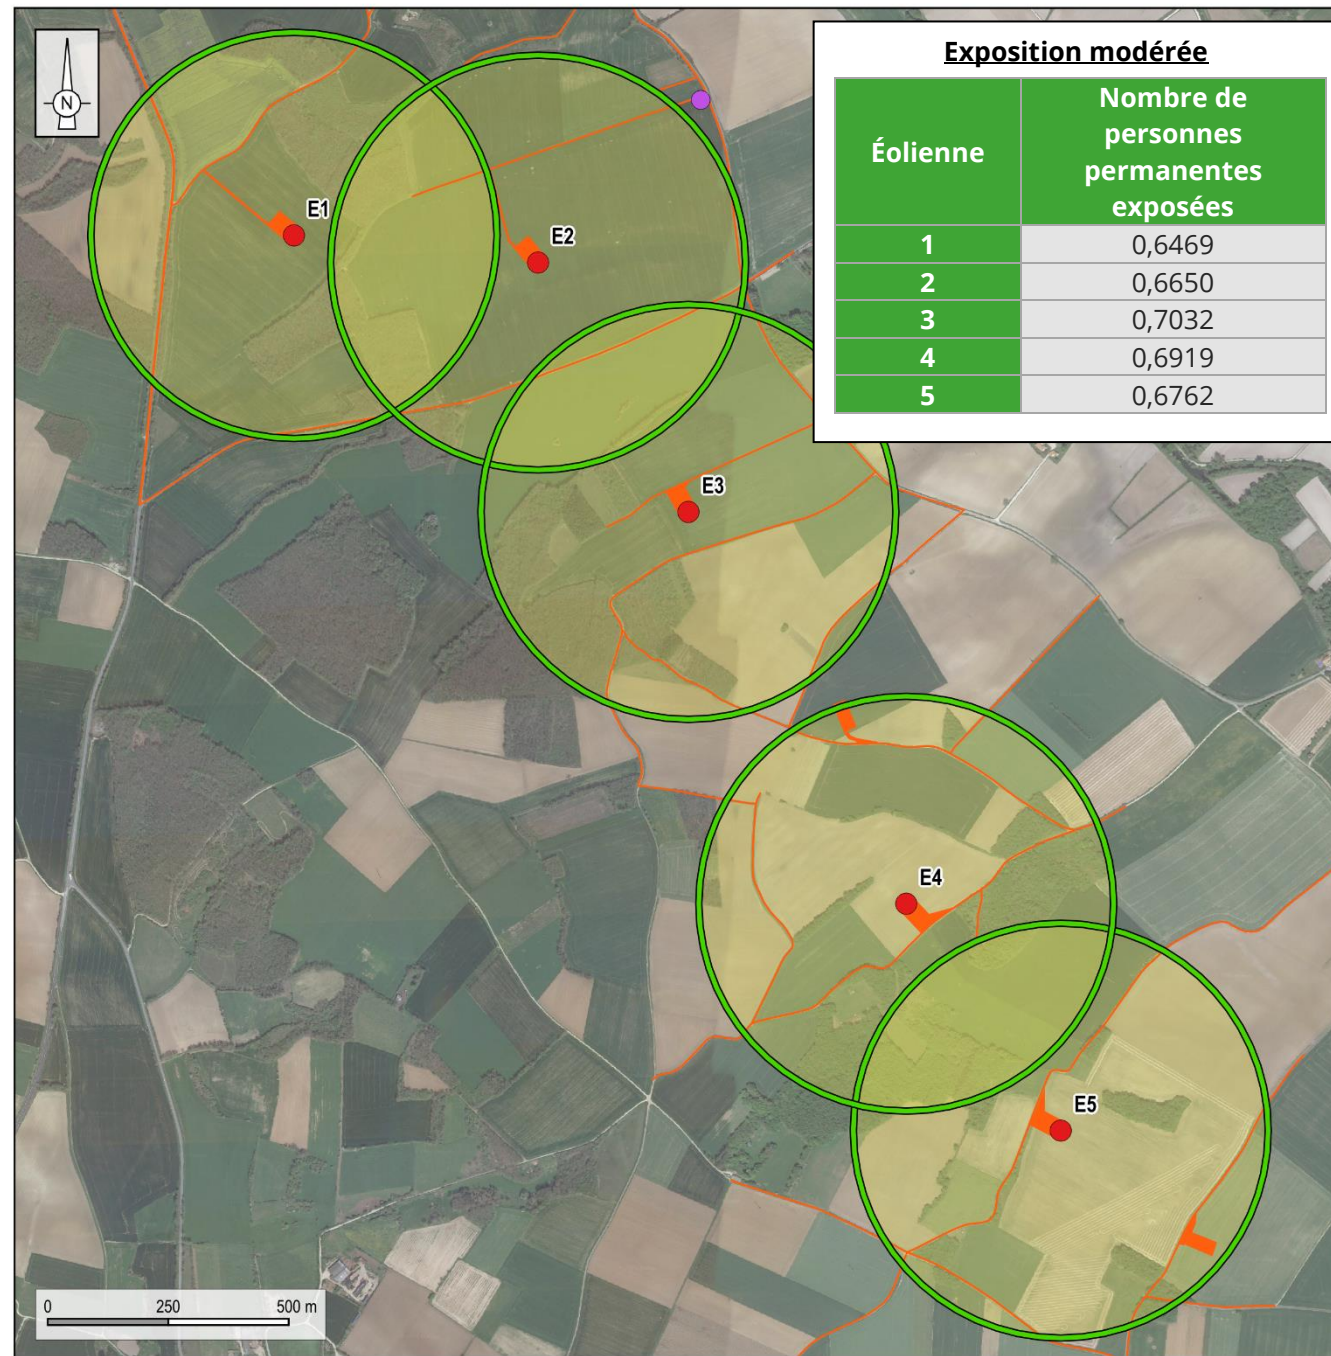 N
Exposition modérée
Éolienne
Nombre de
personnes
permanentes
exposées
1 0,6469
2 0,6650
3 0,7032
4 0,6919
5 0,6762
E1
E2
E3
E4
E5
0 250 500 m